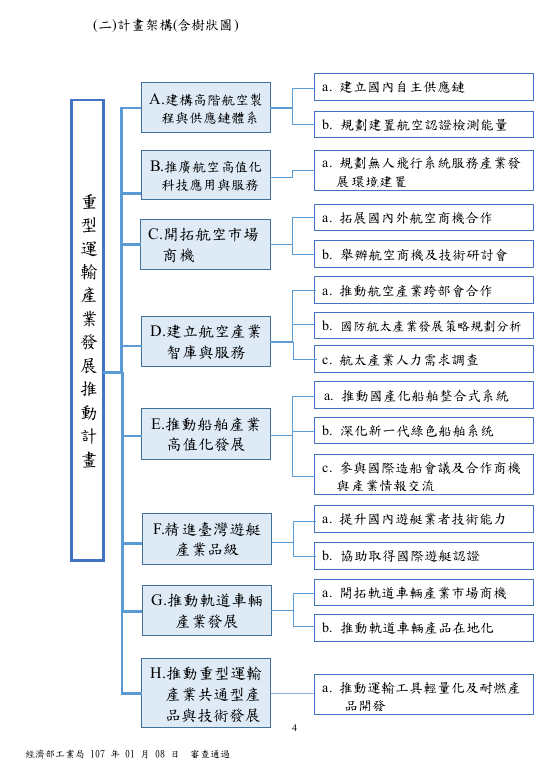 (二)計畫架構(含樹狀圖)
重型運輸產業發展推動計畫
A.建構高階航空製
程與供應鏈體系
a. 建立國內自主供應鏈
b. 規劃建置航空認證檢測能量
B.推廣航空高值化
科技應用與服務
a. 規劃無人飛行系統服務產業發
展環境建置
C.開拓航空市場
商機
a. 拓展國內外航空商機合作
b. 舉辦航空商機及技術研討會
D.建立航空產業
智庫與服務
a. 推動航空產業跨部會合作
b. 國防航太產業發展策略規劃分析
c. 航太產業人力需求調查
E.推動船舶產業
高值化發展
a. 推動國產化船舶整合式系統
b. 深化新一代綠色船舶系統
c. 參與國際造船會議及合作商機
與產業情報交流
F.精進臺灣遊艇
產業品級
a. 提升國內遊艇業者技術能力
b. 協助取得國際遊艇認證
G.推動軌道車輛
產業發展
a. 開拓軌道車輛產業市場商機
b. 推動軌道車輛產品在地化
H.推動重型運輸
產業共通型產
品與技術發展
a. 推動運輸工具輕量化及耐燃產
品開發
4
經濟部工業局 107 年 01 月 08 日 審查通過